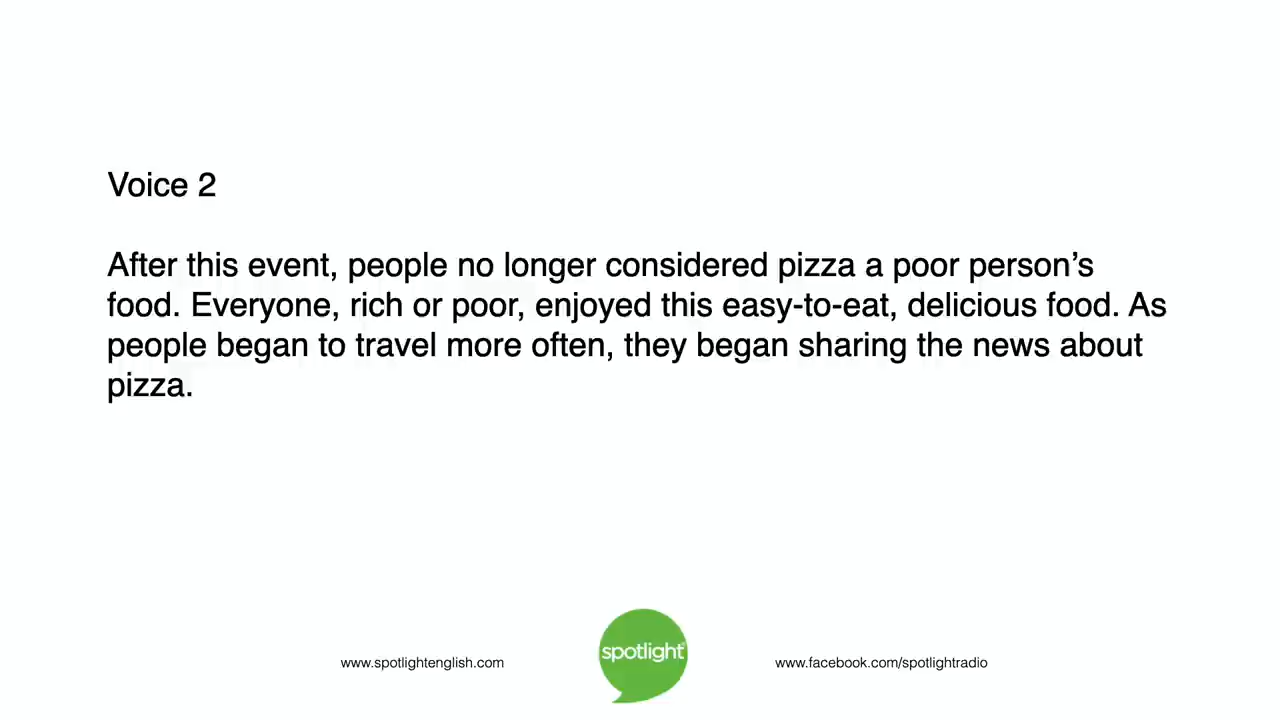 Voice 2
After this event, people no longer considered pizza a poor person’s
food. Everyone, rich or poor, enjoyed this easy-to-eat, delicious food. As
people began to travel more often, they began sharing the news about
pizza.
www.spotlightenglish.com
spotlight
www.facebook.com/spotlightradio